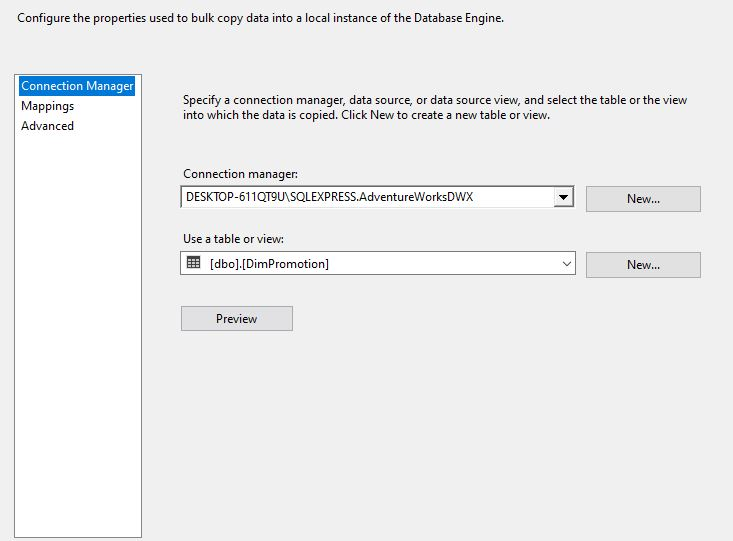 Configure the properties used to bulk copy data into a local instance of the Database Engine.
Connection Manager
Mappings
Advanced
Specify a connection manager, data source, or data source view, and select the table or the view
into which the data is copied. Click New to create a new table or view.
Connection manager:
DESKTOP-611QT9U\SQLEXPRESS.AdventureWorksDWX
New...
Use a table or view:
[dbo].[DimPromotion]
New...
Preview